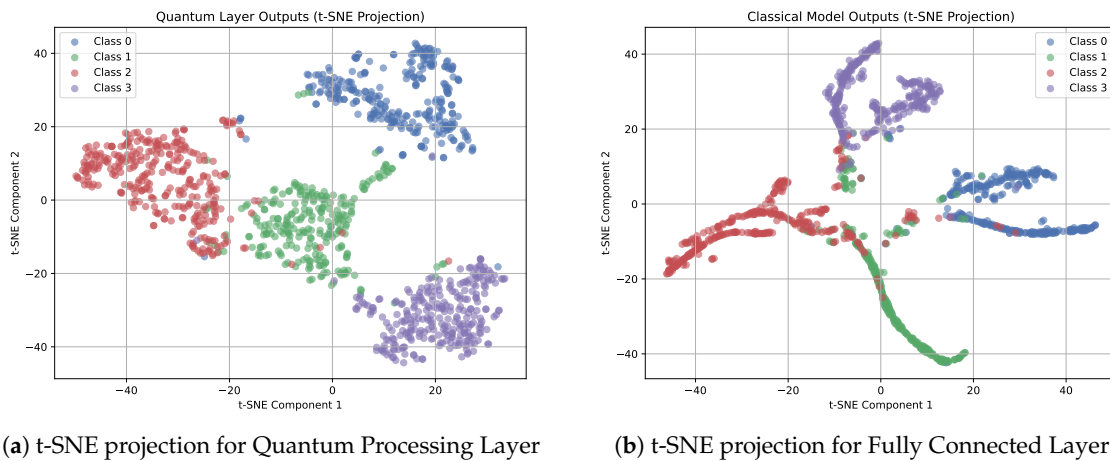 Quantum Layer Outputs (t-SNE Projection)
Class 0
Class 1
Class 2
Class 3
40
20
0
−20
−40
t-SNE Component 2
−40
−20
0
20
t-SNE Component 1
(a) t-SNE projection for Quantum Processing Layer
Classical Model Outputs (t-SNE Projection)
Class 0
Class 1
Class 2
Class 3
40
20
0
−20
−40
t-SNE Component 2
−40
−20
0
20
40
t-SNE Component 1
(b) t-SNE projection for Fully Connected Layer